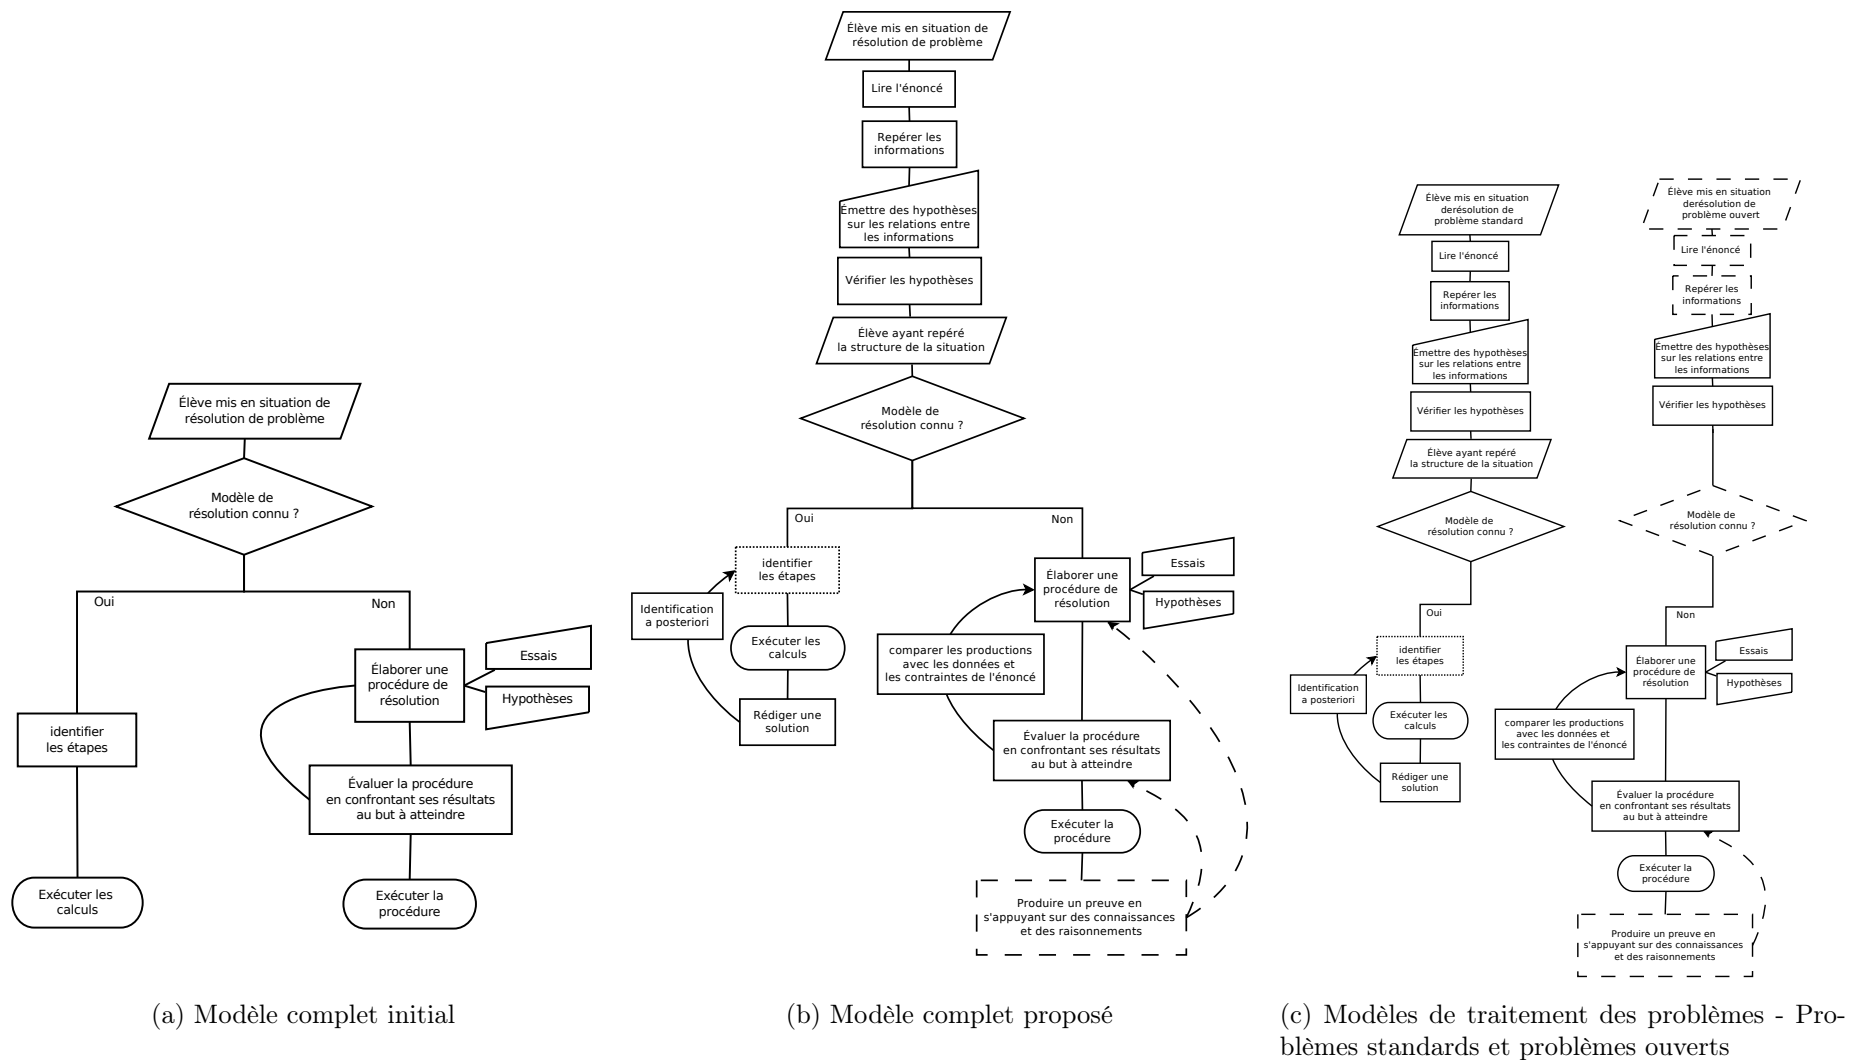 Élève mis en situation de
résolution de problème
Modèle de
résolution connu ?
Oui
Non
identifier
les étapes
Exécuter les
calculs
Élaborer une
procédure de
résolution
Essais
Hypothèses
Évaluer la procédure
en confrontant ses résultats
au but à atteindre
Exécuter la
procédure
(a) Modèle complet initial
Élève mis en situation de
résolution de problème
Lire l'énoncé
Repérer les
informations
Émettre des hypothèses
sur les relations entre
les informations
Vérifier les hypothèses
Élève ayant repéré
la structure de la situation
Modèle de
résolution connu ?
Oui
Non
identifier
les étapes
Identification
a posteriori
Exécuter les
calculs
Rédiger une
solution
Élaborer une
procédure de
résolution
Essais
Hypothèses
comparer les productions
avec les données et
les contraintes de l'énoncé
Évaluer la procédure
en confrontant ses résultats
au but à atteindre
Exécuter la
procédure
Produire un preuve en
s'appuyant sur des connaissances
et des raisonnements
(b) Modèle complet proposé
Élève mis en situation
derésolution de
problème standard
Lire l'énoncé
Repérer les
informations
Émettre des hypothèses
sur les relations entre
les informations
Vérifier les hypothèses
Élève ayant repéré
la structure de la situation
Modèle de
résolution connu ?
Oui
identifier
les étapes
Identification
a posteriori
Exécuter les
calculs
Rédiger une
solution
Élève mis en situation
derésolution de
problème ouvert
Lire l'énoncé
Repérer les
informations
Émettre des hypothèses
sur les relations entre
les informations
Vérifier les hypothèses
Modèle de
résolution connu ?
Non
Élaborer une
procédure de
résolution
Essais
Hypothèses
comparer les productions
avec les données et
les contraintes de l'énoncé
Évaluer la procédure
en confrontant ses résultats
au but à atteindre
Exécuter la
procédure
Produire un preuve en
s'appuyant sur des connaissances
et des raisonnements
(c) Modèles de traitement des problèmes - Pro-
blèmes standards et problèmes ouverts